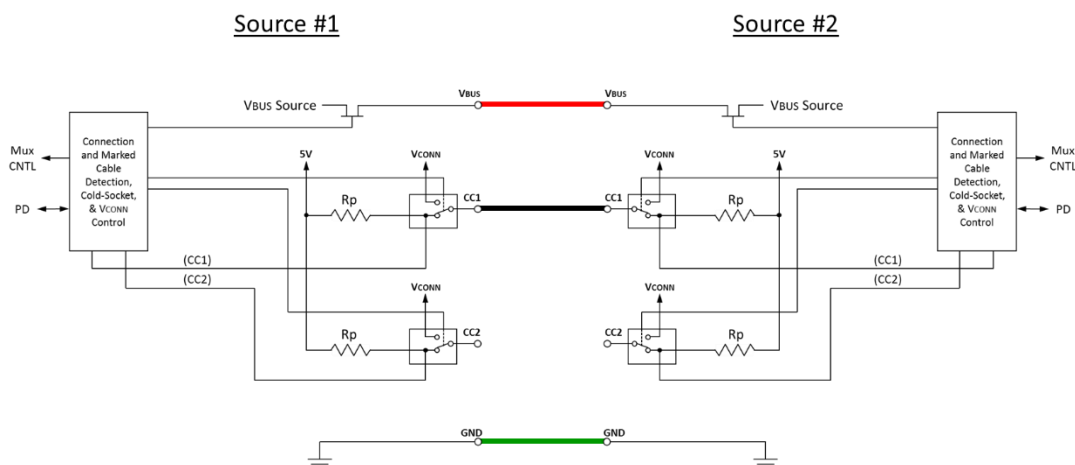 Source #1
Source #2
VBUS Source
VBUS
VBUS
VBUS Source
Mux
CNTL
PD
Connection
and Marked
Cable
Detection,
Cold-Socket,
& VCONN
Control
5V
VCONN
VCONN
5V
Connection
and Marked
Cable
Detection,
Cold-Socket,
& VCONN
Control
Mux
CNTL
PD
Rp
CC1
CC1
Rp
(CC1)
(CC1)
(CC2)
(CC2)
VCONN
VCONN
Rp
CC2
CC2
Rp
GND
GND